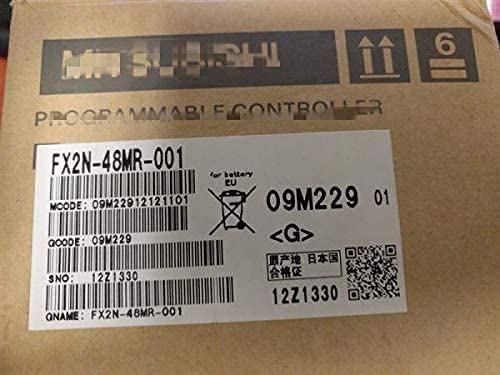 6
PROGRAMMABLE CONTROLLER
FX2N-48MR-001
MCODE: 09M22912121101
GCODE: 09M229
SNO: 12Z1330
GNAME: FX2N-48MR-001
for battery
EU
09M229 01
<G>
原产地 日本国
合格证
12Z1330